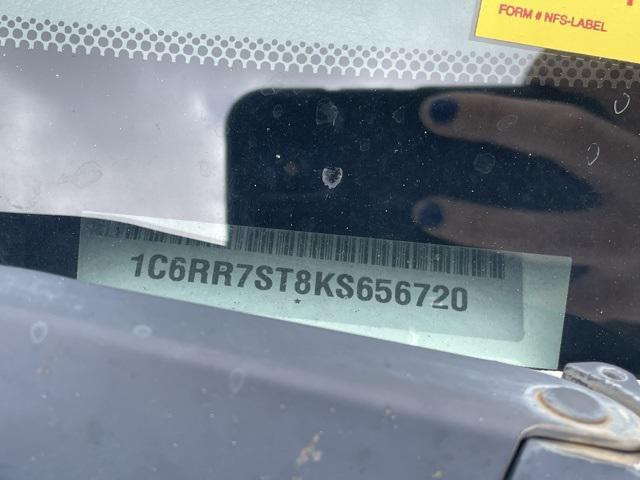 FORM # NFS-LABEL
1C6RR7ST8KS656720